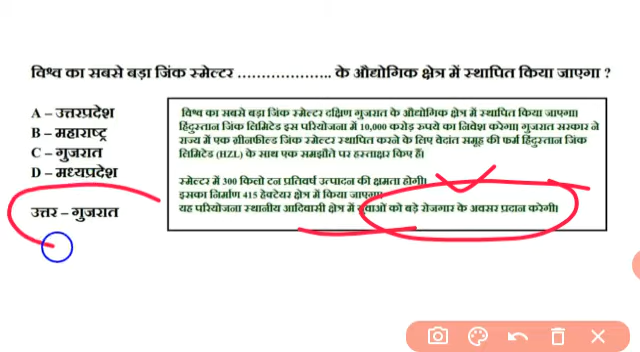 विश्व का सबसे बड़ा जिंक स्मेल्टर ..................... के औद्योगिक क्षेत्र में स्थापित किया जाएगा ?
A – उत्तरप्रदेश
B – महाराष्ट्र
C – गुजरात
D – मध्यप्रदेश
उत्तर – गुजरात
विश्व का सबसे बड़ा जिंक स्मेल्टर दक्षिण गुजरात के औद्योगिक क्षेत्र में स्थापित किया जाएगा|
हिंदुस्तान जिंक लिमिटेड इस परियोजना में 10,000 करोड़ रुपये का निवेश करेगा| गुजरात सरकार ने
राज्य में एक ग्रीनफील्ड जिंक स्मेल्टर स्थापित करने के लिए वेदांत समूह की फर्म हिंदुस्तान जिंक
लिमिटेड (HZL) के साथ एक समझौते पर हस्ताक्षर किए हैं|
स्मेल्टर में 300 किलो टन प्रतिवर्ष उत्पादन की क्षमता होगी|
इसका निर्माण 415 हेक्टेयर क्षेत्र में किया जाएगा|
यह परियोजना स्थानीय आदिवासी क्षेत्र में युवाओं को बड़े रोजगार के अवसर प्रदान करेगी|